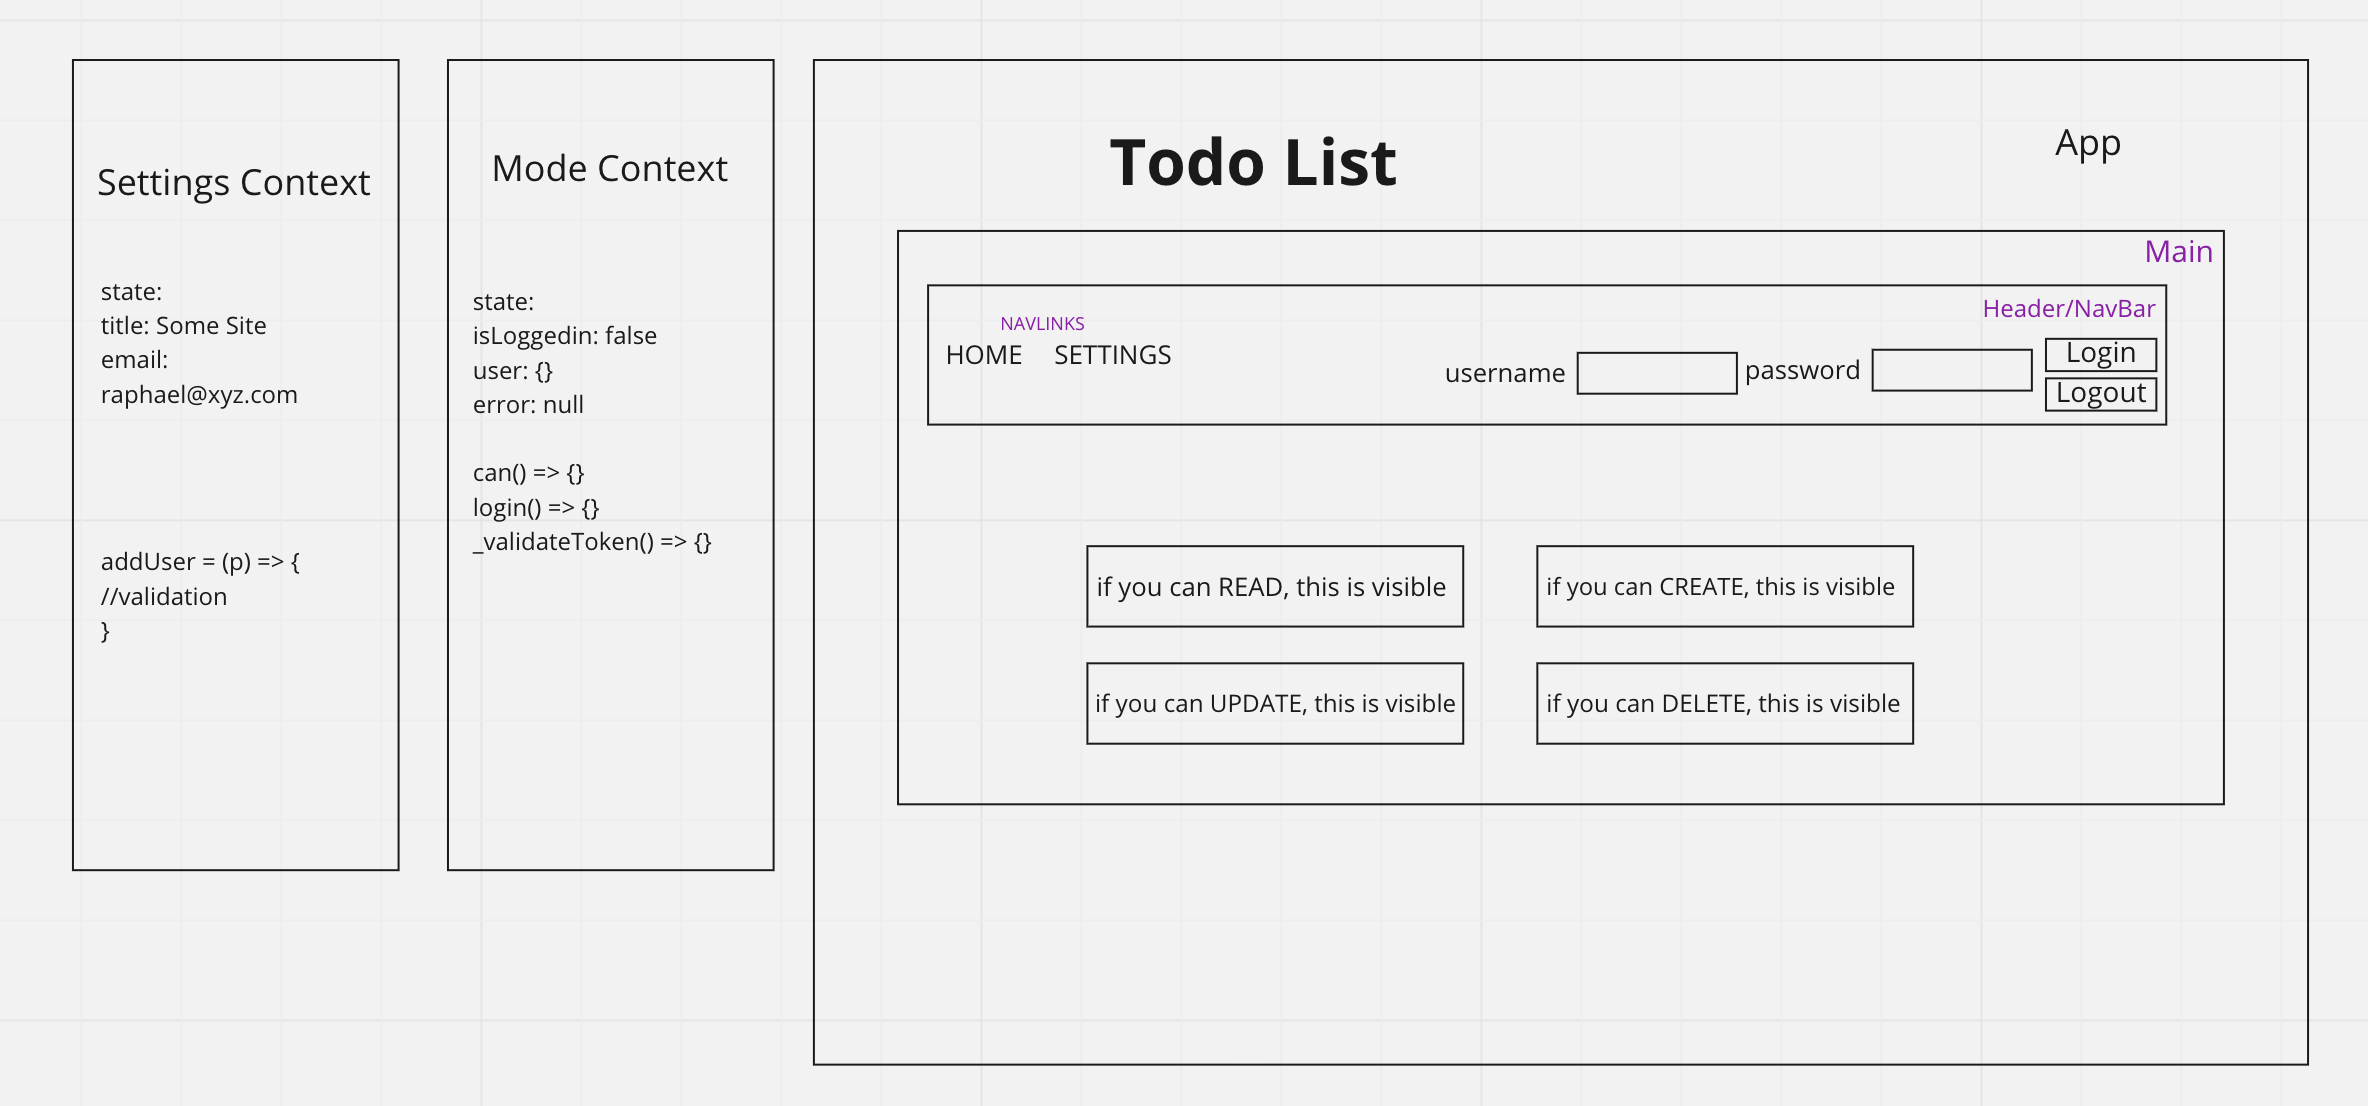 Settings Context
state:
title: Some Site
email:
raphael@xyz.com
addUser = (p) => {
//validation
}
Mode Context
state:
isLoggedin: false
user: {}
error: null
can() => {}
login() => {}
_validateToken() => {}
Todo List
App
Main
Header/NavBar
NAVLINKS
HOME SETTINGS
username
password
Login
Logout
if you can READ, this is visible
if you can CREATE, this is visible
if you can UPDATE, this is visible
if you can DELETE, this is visible